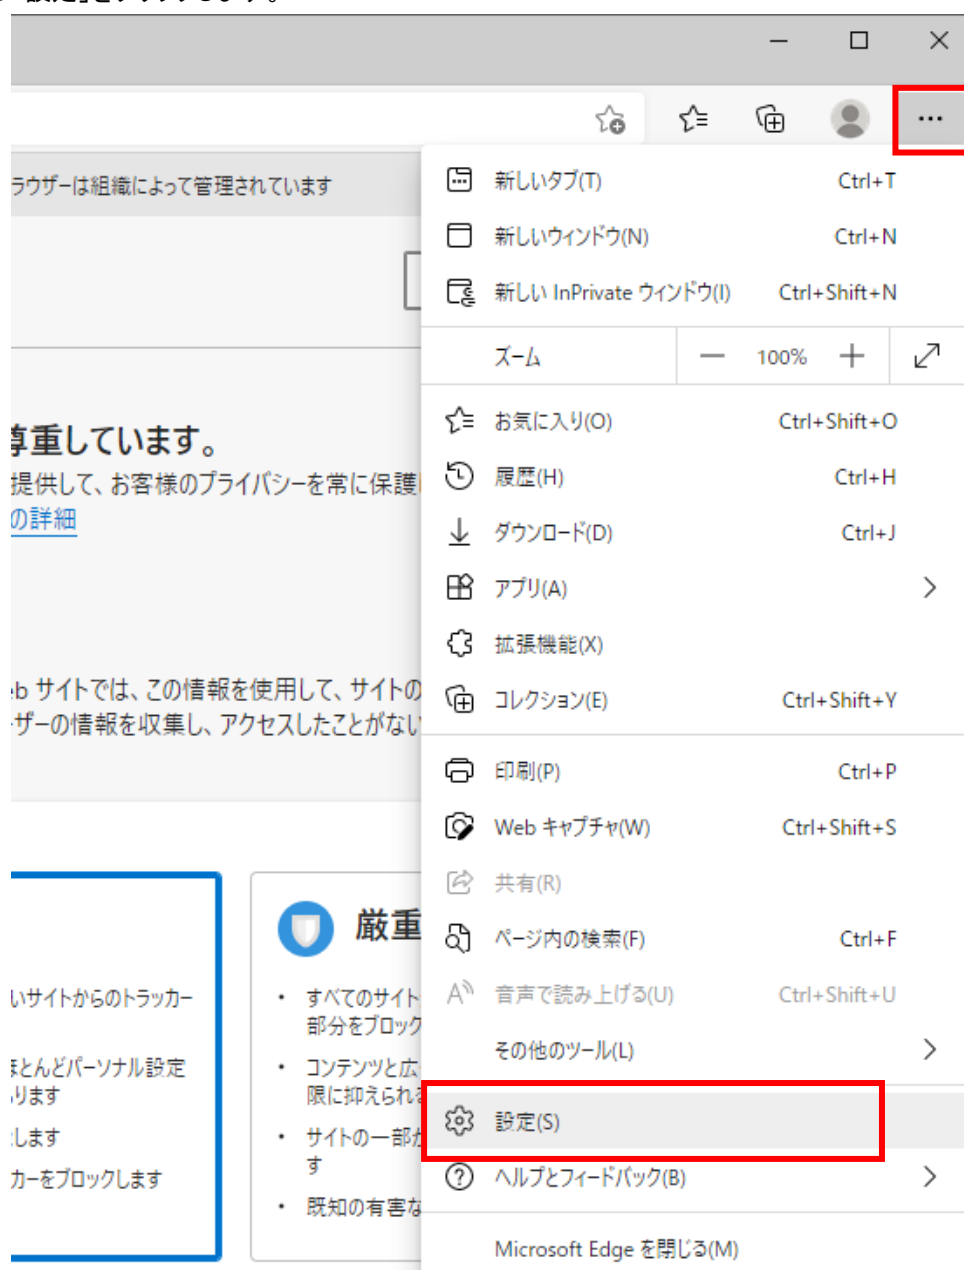 設定」をクリックします。
ラウザーは組織によって管理されています
新しいタブ(T) Ctrl+T
新しいウィンドウ(N) Ctrl+N
新しい InPrivate ウィンドウ(I) Ctrl+Shift+N
ズーム — 100% +
尊重しています。
提供して、お客様のプライバシーを常に保護
の詳細
お気に入り(O) Ctrl+Shift+O
履歴(H) Ctrl+H
ダウンロード(D) Ctrl+J
アプリ(A)
拡張機能(X)
eb サイトでは、この情報を使用して、サイトの
ーザーの情報を収集し、アクセスしたことがない
コレクション(E) Ctrl+Shift+Y
印刷(P) Ctrl+P
Web キャプチャ(W) Ctrl+Shift+S
共有(R)
ページ内の検索(F) Ctrl+F
音声で読み上げる(U) Ctrl+Shift+U
その他のツール(L)
設定(S)
ヘルプとフィードバック(B)
Microsoft Edge を閉じる(M)
いサイトからのトラッカー
ほとんどパーソナル設定
ります
します
カーをブロックします
厳重
• すべてのサイト
部分をブロック
• コンテンツと広
限に抑えられ
• サイトの一部が
す
• 既知の有害な